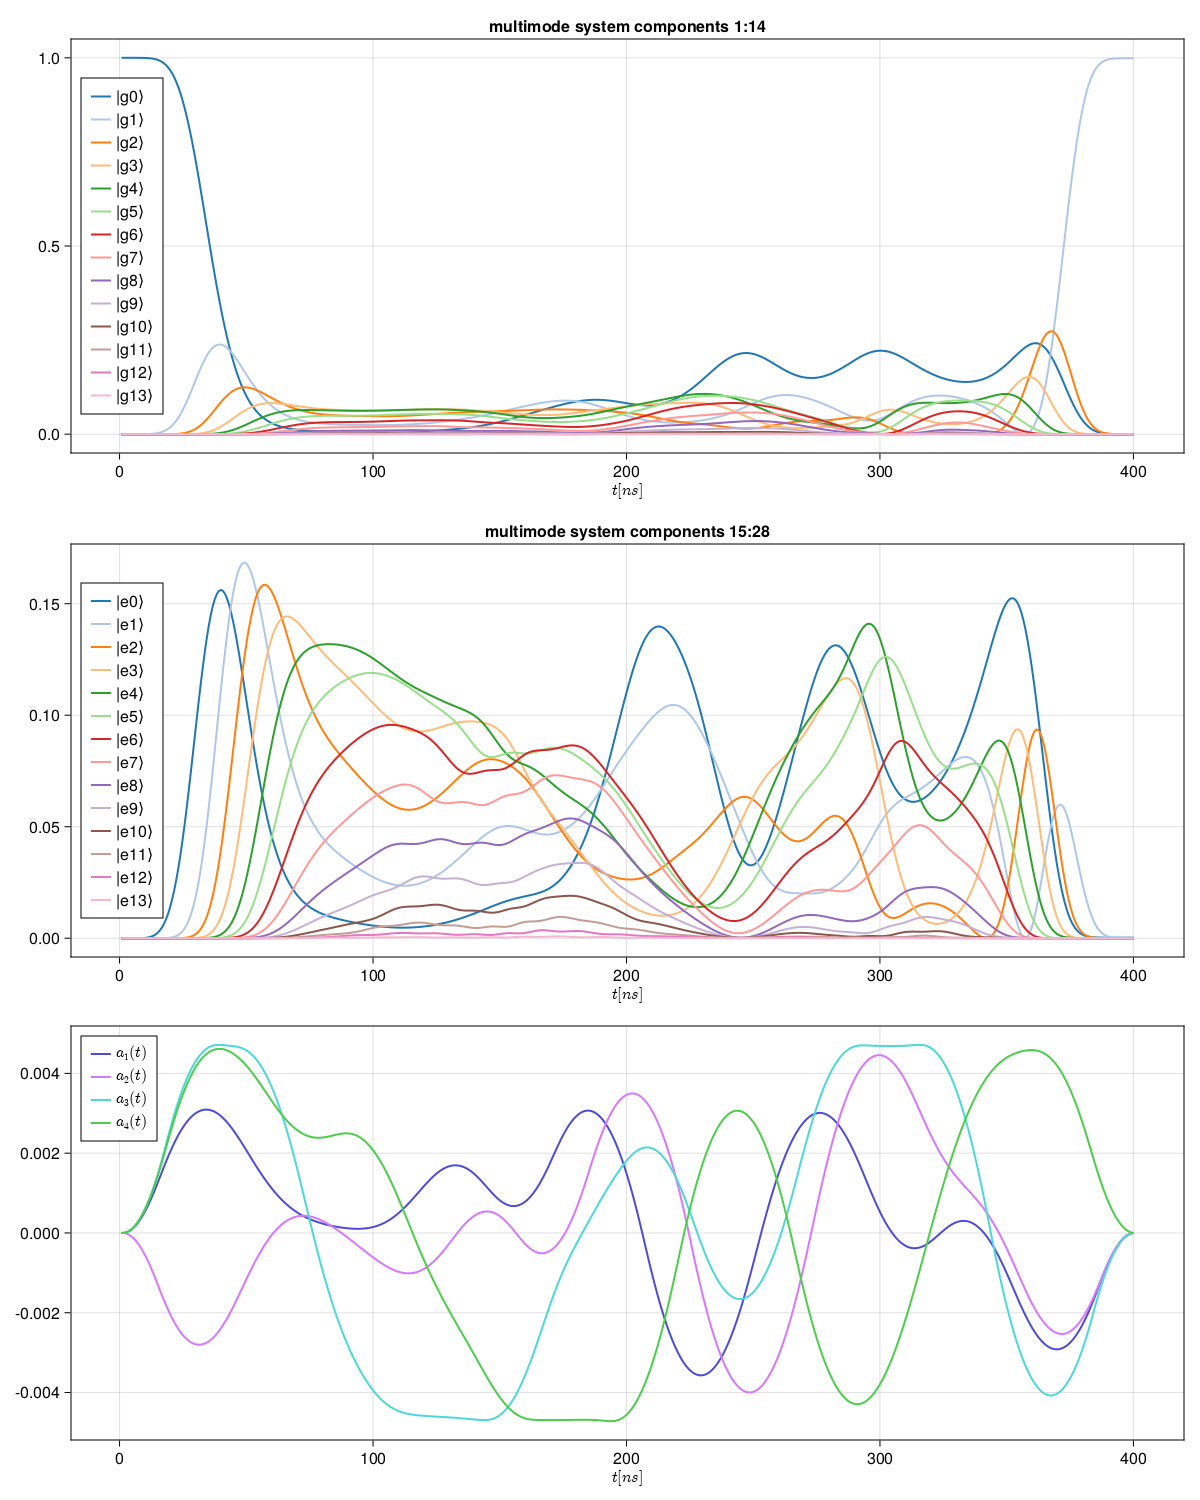 multimode system components 1:14
1.0
0.5
0.0
|g0⟩
|g1⟩
|g2⟩
|g3⟩
|g4⟩
|g5⟩
|g6⟩
|g7⟩
|g8⟩
|g9⟩
|g10⟩
|g11⟩
|g12⟩
|g13⟩
0 100 200 300 400
t[ns]
multimode system components 15:28
0.15
0.10
0.05
0.00
|e0⟩
|e1⟩
|e2⟩
|e3⟩
|e4⟩
|e5⟩
|e6⟩
|e7⟩
|e8⟩
|e9⟩
|e10⟩
|e11⟩
|e12⟩
|e13⟩
0 100 200 300 400
t[ns]
0.004
0.002
0.000
-0.002
-0.004
a₁(t)
a₂(t)
a₃(t)
a₄(t)
0 100 200 300 400
t[ns]